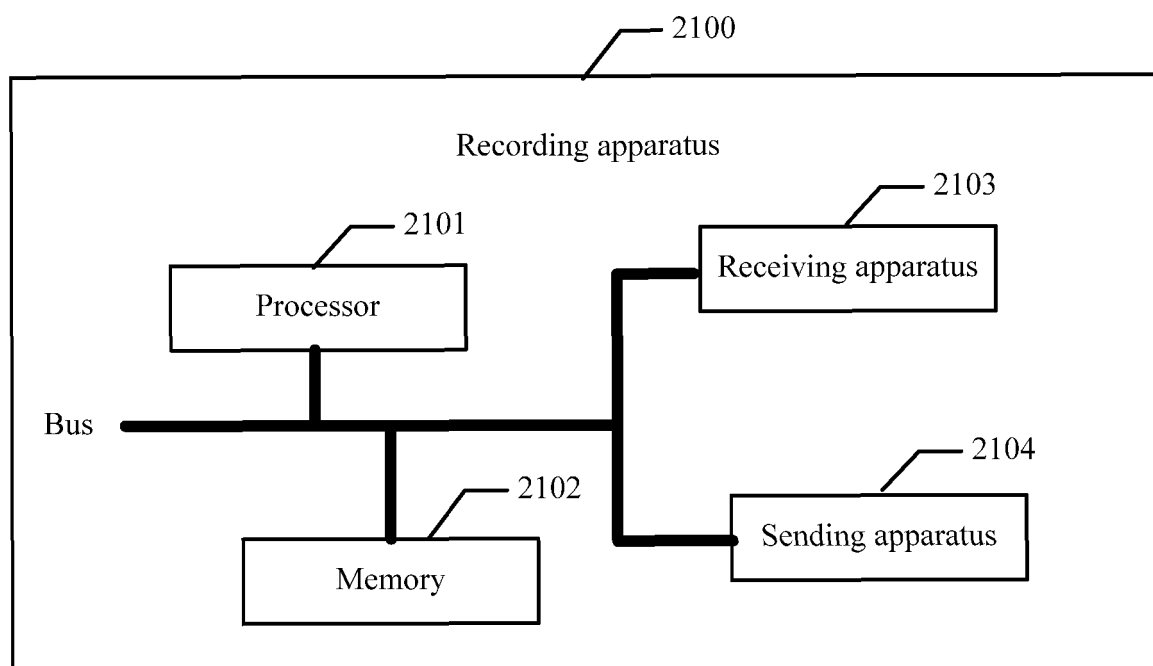 2100
Recording apparatus
2103
2101
Receiving apparatus
Processor
Bus
2104
2102
Sending apparatus
Memory